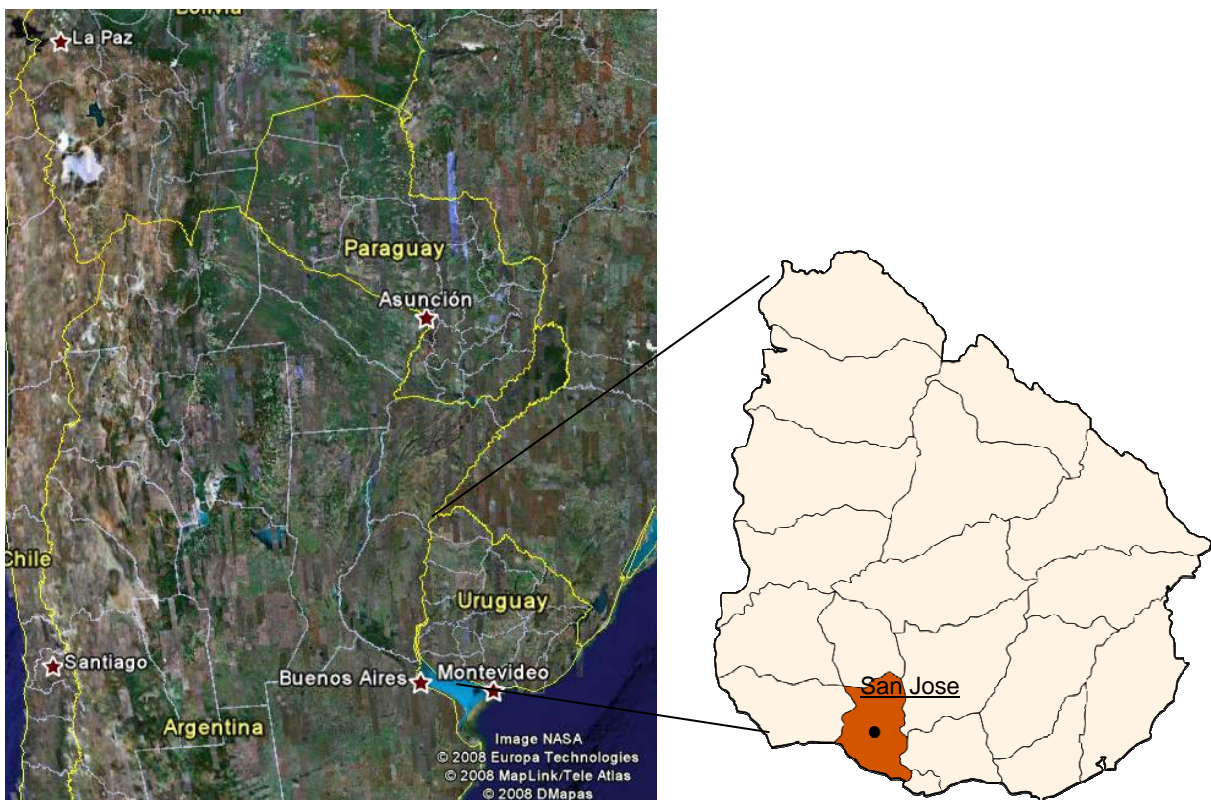 Bolivia
La Paz
Paraguay
Asunción
Chile
Uruguay
Santiago
Buenos Aires
Montevideo
Argentina
Image NASA
© 2008 Europa Technologies
© 2008 MapLink/Tele Atlas
© 2008 DMapas
San Jose